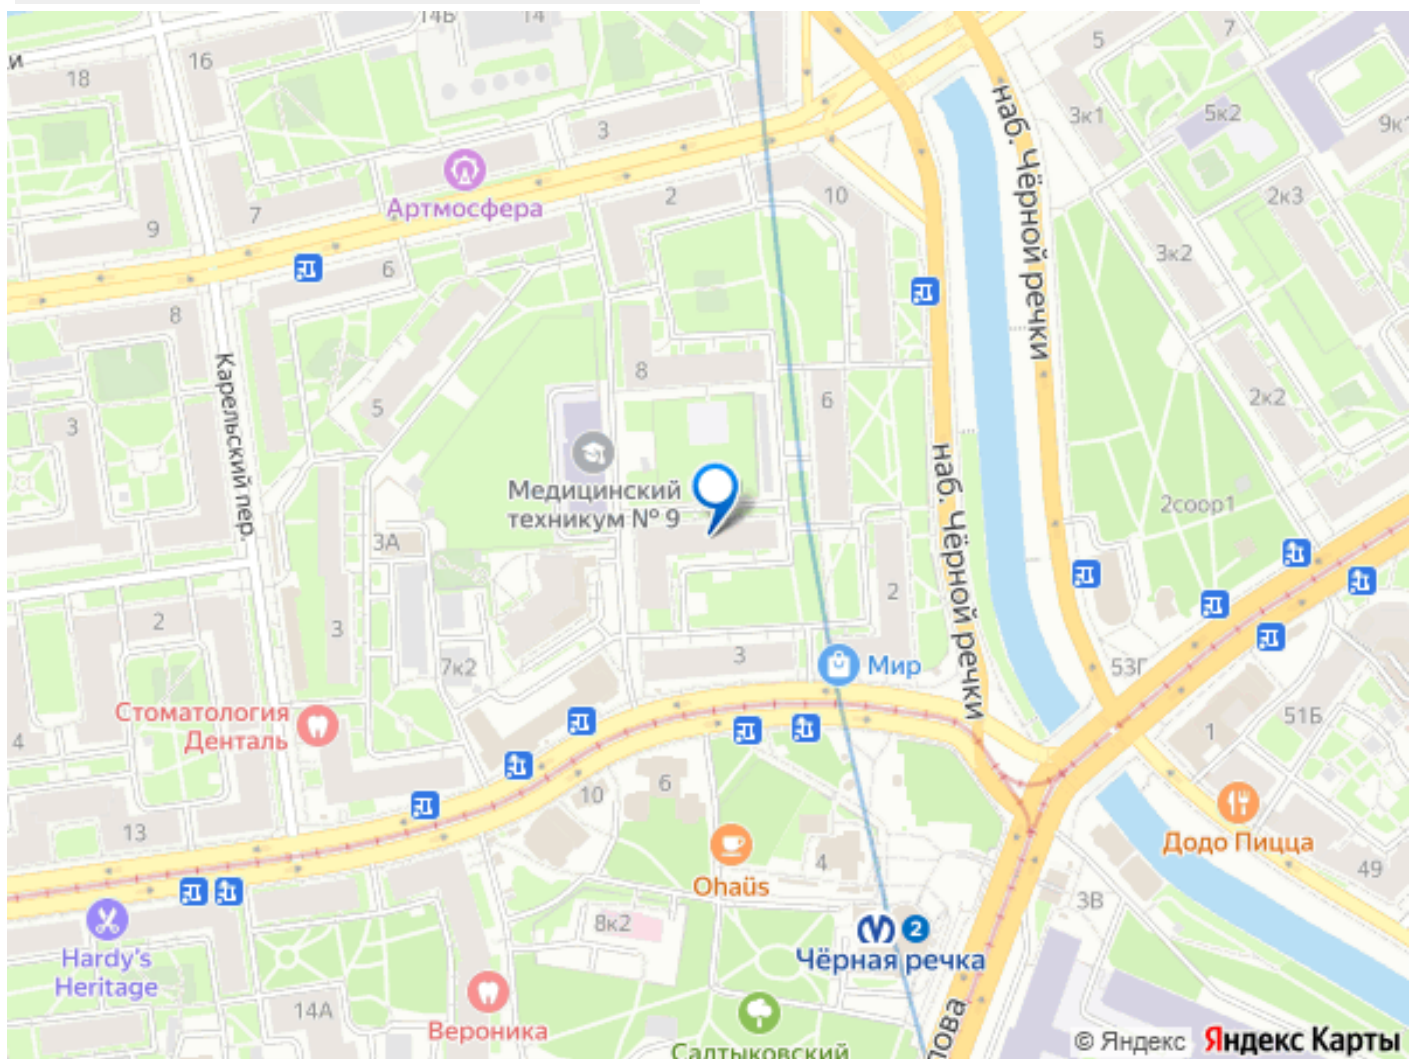 14Б
14
16
18
и
5
7
3к1
5к2
9к1
3
наб. Чёрной речки
Артмосфера
2
10
2к3
7
9
3к2
6
8
Карельский пер.
8
5
6
2к2
3
наб. Чёрной речки
Медицинский
техникум № 9
2соор1
3А
2
2
3
3
7к2
Мир
53Г
Стоматология
Денталь
51Б
1
4
6
10
13
Додо Пицца
4
Ohaüs
49
3В
8к2
2
Чёрная речка
Hardy's
Heritage
14А
Вероника
лова
Салтыковский
© Яндекс Яндекс Карты